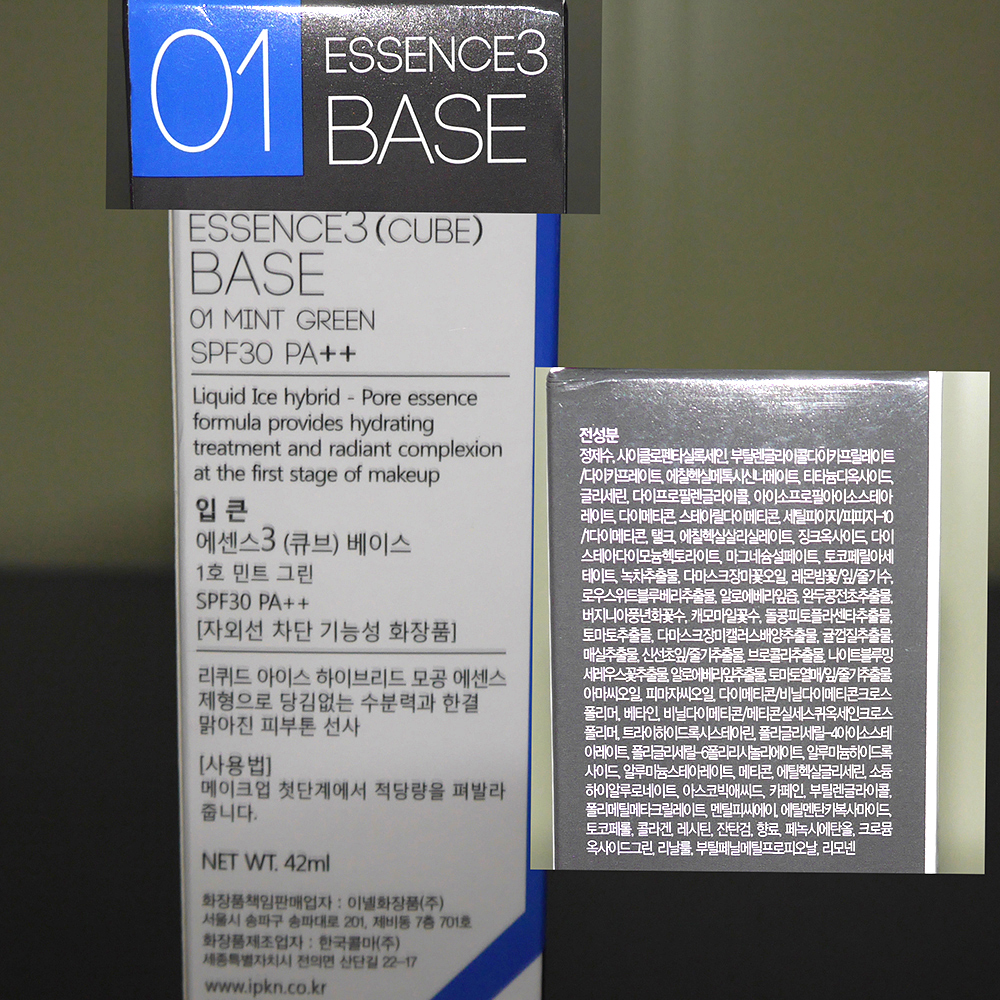 01
ESSENCE3
BASE
ESSENCE3 (CUBE)
BASE
01 MINT GREEN
SPF30 PA++
Liquid Ice hybrid - Pore essence
formula provides hydrating
treatment and radiant complexion
at the first stage of makeup
입 큰
에센스3 (큐브) 베이스
1호 민트 그린
SPF30 PA++
[자외선 차단 기능성 화장품]
리퀴드 아이스 하이브리드 모공 에센스
제형으로 당김없는 수분력과 한결
맑아진 피부톤 선사
[사용법]
메이크업 첫단계에서 적당량을 펴발라
줍니다.
NET WT. 42ml
화장품책임판매업자 : 이넬화장품(주)
서울시 송파구 송파대로 201, 제비동 7층 701호
화장품제조업자 : 한국콜마(주)
세종특별자치시 전의면 산단길 22-17
www.ipkn.co.kr
전성분
정제수, 사이클로펜타실록세인, 부틸렌글라이콜다이카프릴레이트
/다이카프레이트, 에칠헥실메톡시신나메이트, 티타늄디옥사이드,
글리세린, 다이프로필렌글라이콜, 아이소프로필아이소스테아
레이트, 다이메티콘, 스테아릴다이메티콘, 세틸피이지/피피지-10
/1다이메티콘, 탤크, 에칠헥실살리실레이트, 징크옥사이드, 다이
스테아다이모늄헥토라이트, 마그네슘설페이트, 토코페릴아세
테이트, 녹차추출물, 다마스크장미꽃오일, 레몬밤꽃/잎/줄기수,
로우스위트블루베리추출물, 알로에베라잎즙, 완두콩전초추출물,
버지니아풍년화꽃수, 캐모마일꽃수, 돌콩피토플라센타추출물,
토마토추출물, 다마스크장미캘러스배양추출물, 귤껍질추출물,
매실추출물, 신선초잎/줄기추출물, 브로콜리추출물, 나이트블루밍
세레우스꽃추출물, 알로에베라잎추출물, 토마토열매/잎/줄기추출물,
아마씨오일, 피마자씨오일, 다이메티콘/비닐다이메티콘크로스
폴리머, 베타인, 비닐다이메티콘/메티콘실세스퀴옥세인크로스
폴리머, 트라이하이드록시스테아린, 폴리글리세릴-4아이소스테
아레이트, 폴리글리세릴-6폴리리시놀리에이트, 알루미늄하이드록
사이드, 알루미늄스테아레이트, 메티콘, 에틸헥실글리세린, 소듐
하이알루로네이트, 아스코빅애씨드, 카페인, 부틸렌글라이콜,
폴리메틸메타크릴레이트, 멘틸피씨에이, 에틸멘탄카복사마이드,
토코페롤, 콜라겐, 레시틴, 잔탄검, 향료, 페녹시에탄올, 크로뮴
옥사이드그린, 리날룰, 부틸페닐메틸프로피오날, 리모넨